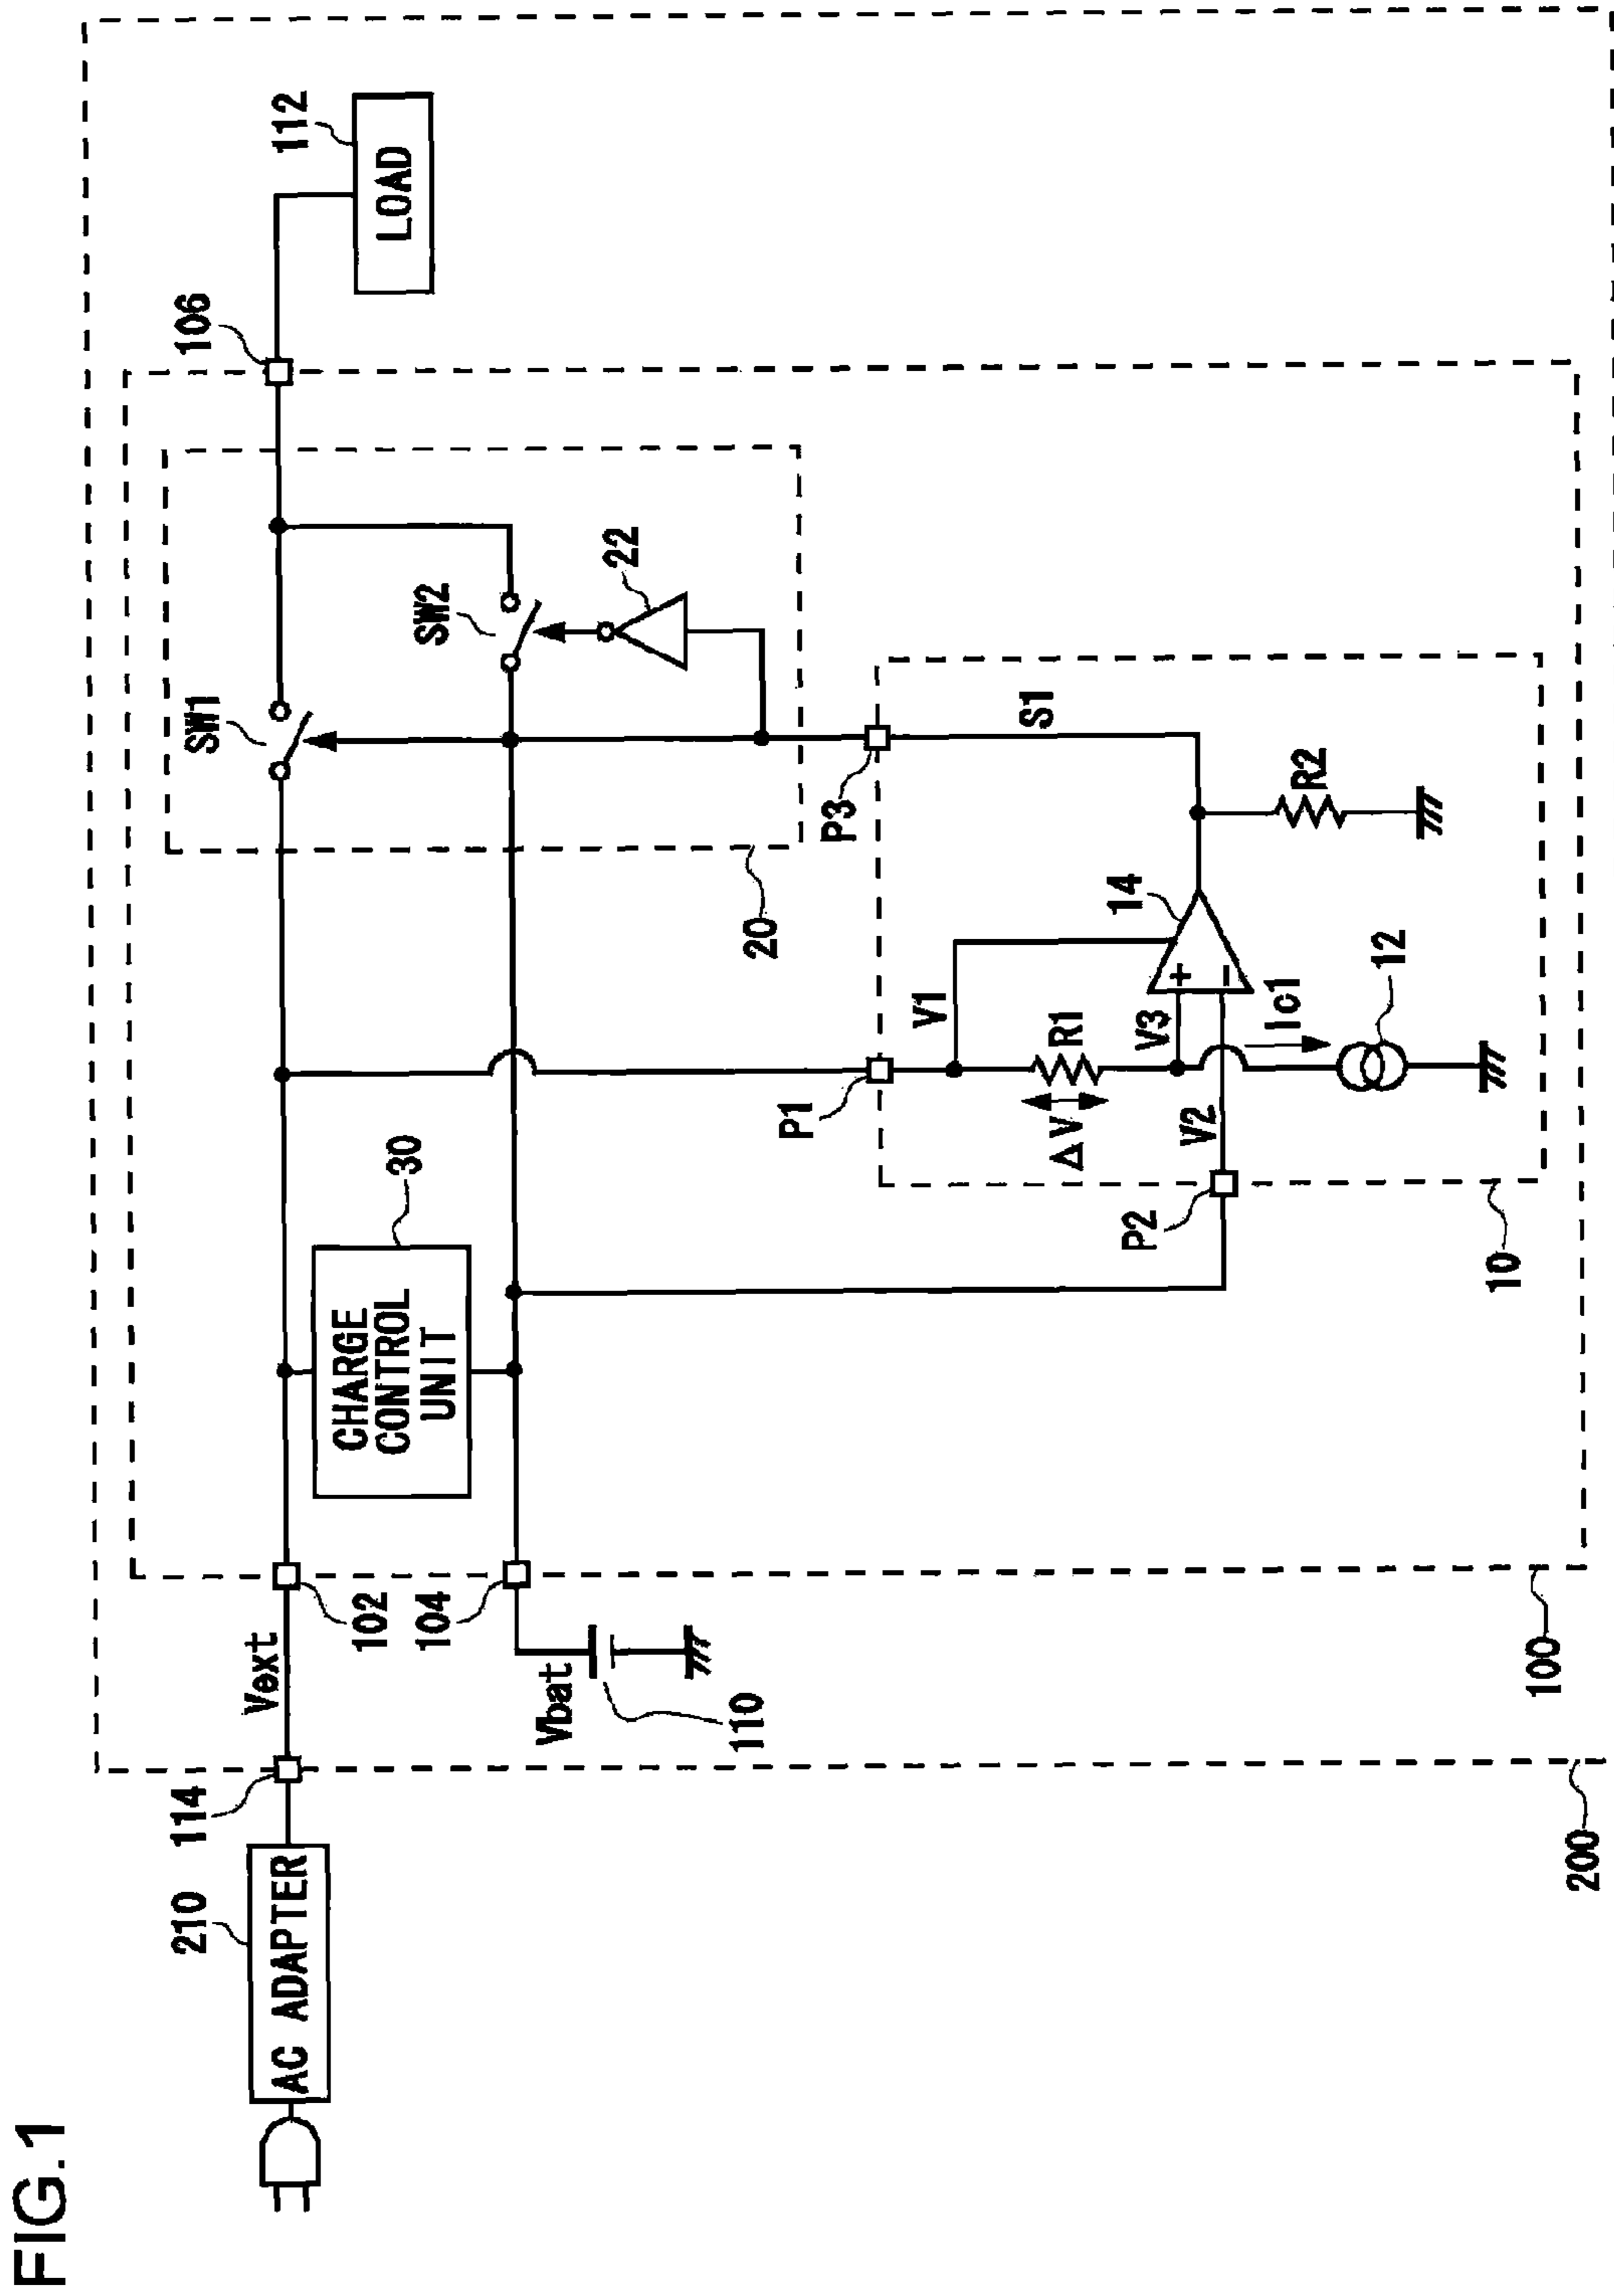 FIG.1
200
100
210
AC ADAPTER
114
Vext
102
104
Vbat
110
CHARGE
CONTROL
UNIT
30
SW1
SW2
22
20
106
112
LOAD
P1
P2
P3
V1
ΔV
R1
V3
V2
14
+
−
Ic1
12
S1
R2
10